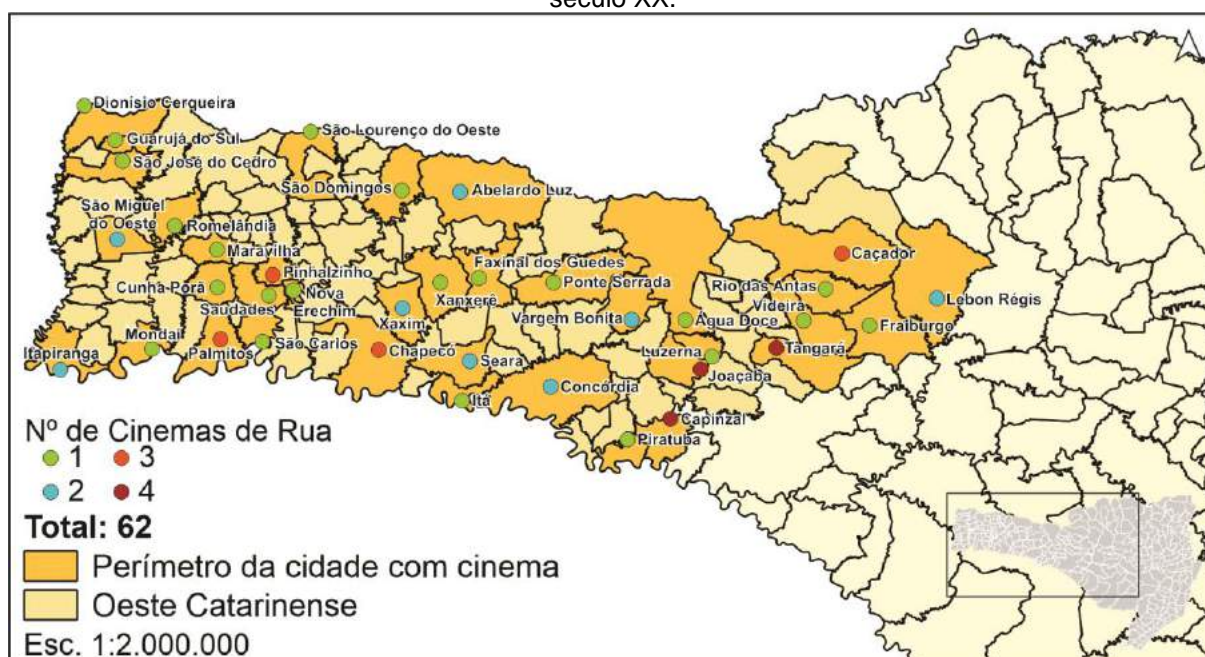 século XX.
Dionísio Cerqueira
Guarujá do Sul
São José do Cedro
São Lourenço do Oeste
São Domingos
Abelardo Luz
São Miguel
do Oeste
Romelândia
Maravilha
Pinhalzinho
Cunha Porã
Saudades
Nova
Erechim
Faxinal dos Guedes
Xanxerê
Ponte Serrada
Caçador
Rio das Antas
Videira
Lebon Régis
Xaxim
Vargem Bonita
Água Doce
Fraiburgo
Mondaí
São Carlos
Itapiranga
Palmitos
Chapecó
Seara
Luzerna
Tangará
Joaçaba
Concórdia
Itá
Capinzal
Piratuba
Nº de Cinemas de Rua
1
3
2
4
Total: 62
Perímetro da cidade com cinema
Oeste Catarinense
Esc. 1:2.000.000